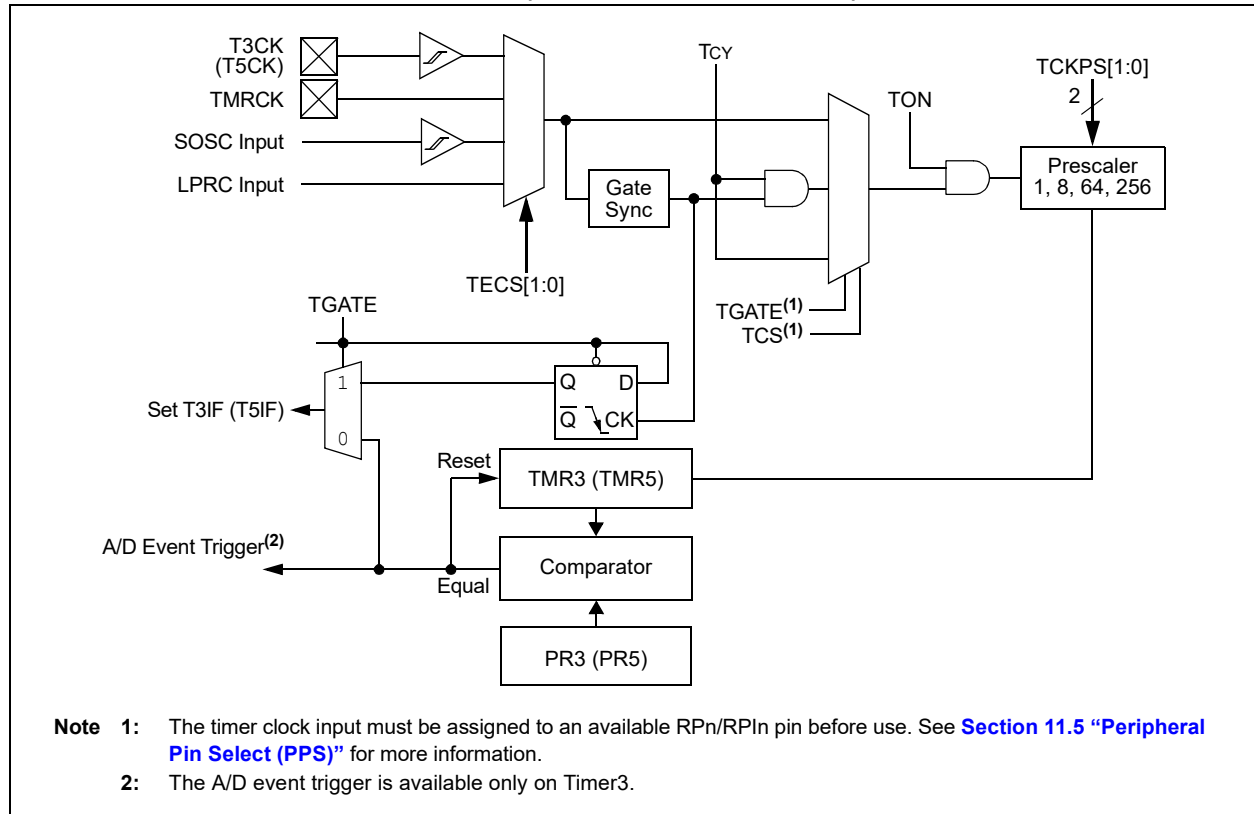 T3CK
(T5CK)
TMRCK
SOSC Input
LPRC Input
TECS[1:0]
Gate
Sync
TCY
TGATE(1)
TCS(1)
TON
TCKPS[1:0]
2
Prescaler
1, 8, 64, 256
TGATE
1
0
Set T3IF (T5IF)
Q D
Q CK
Reset
TMR3 (TMR5)
A/D Event Trigger(2)
Equal
Comparator
PR3 (PR5)
Note 1: The timer clock input must be assigned to an available RPn/RPIn pin before use. See Section 11.5 “Peripheral
Pin Select (PPS)” for more information.
2: The A/D event trigger is available only on Timer3.